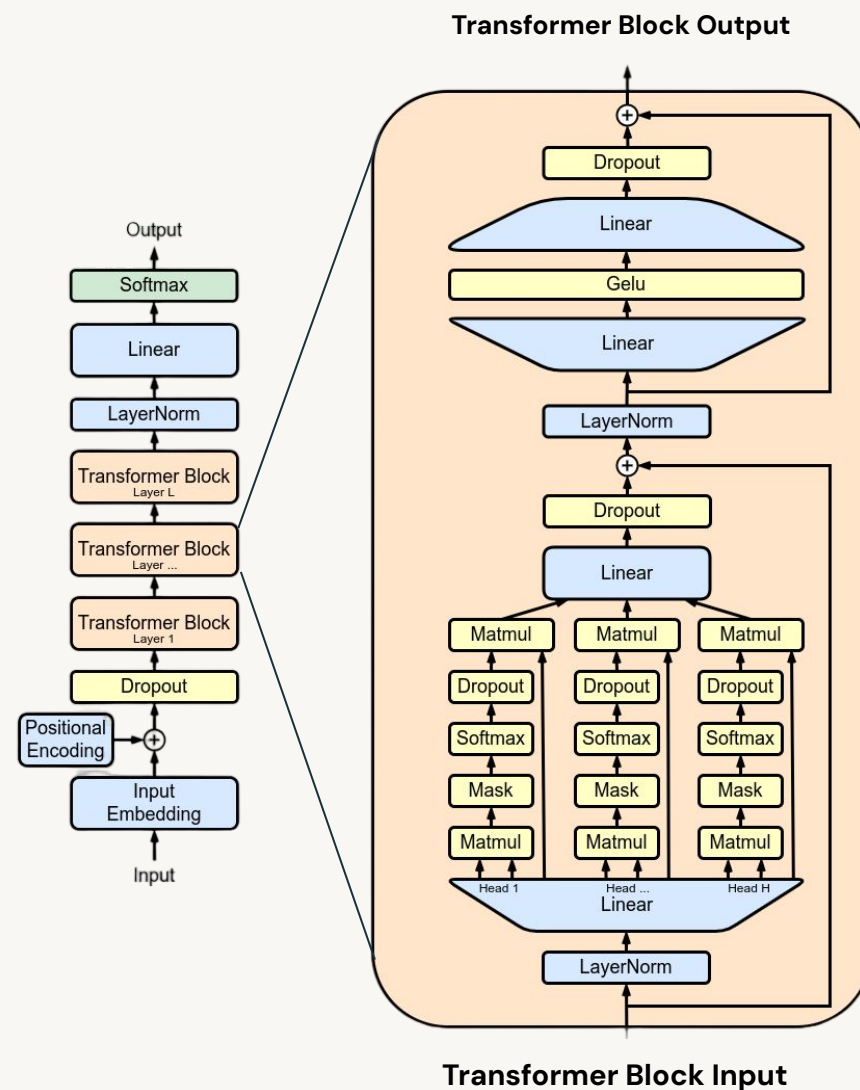 Transformer Block Output
Output
Softmax
Linear
LayerNorm
Transformer Block
Layer L
Transformer Block
Layer ...
Transformer Block
Layer 1
Dropout
Positional
Encoding
+
Input
Embedding
Input
+
Dropout
Linear
Gelu
Linear
LayerNorm
+
Dropout
Linear
Matmul Matmul Matmul
Dropout Dropout Dropout
Softmax Softmax Softmax
Mask Mask Mask
Matmul Matmul Matmul
Head 1 Head ... Head H
Linear
LayerNorm
Transformer Block Input